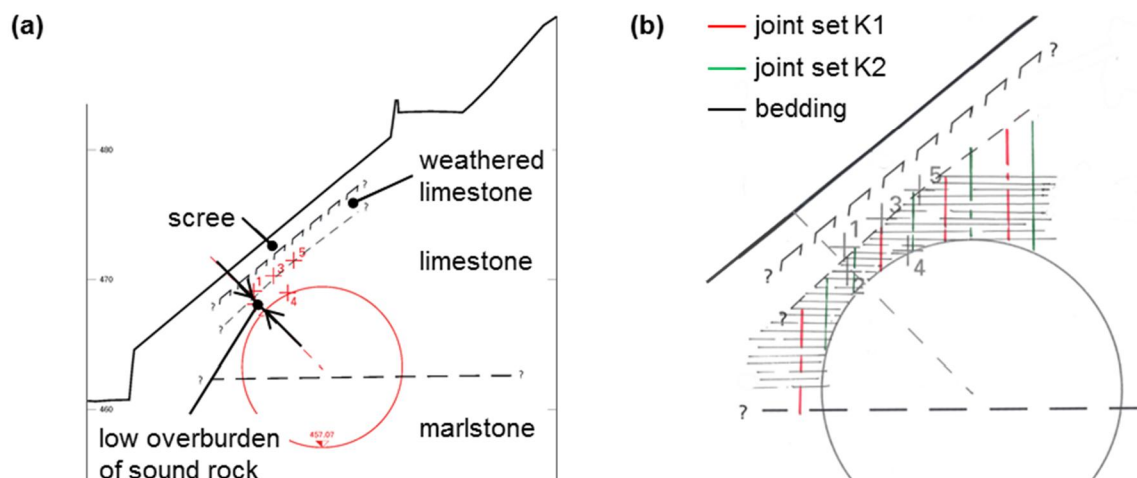 (a)
480
470
460
scree
weathered
limestone
limestone
marlstone
low overburden
of sound rock
?
?
?
?
?
?
1
3
5
2
4
457.07
(b)
joint set K1
joint set K2
bedding
?
?
?
?
?
1
2
3
4
5